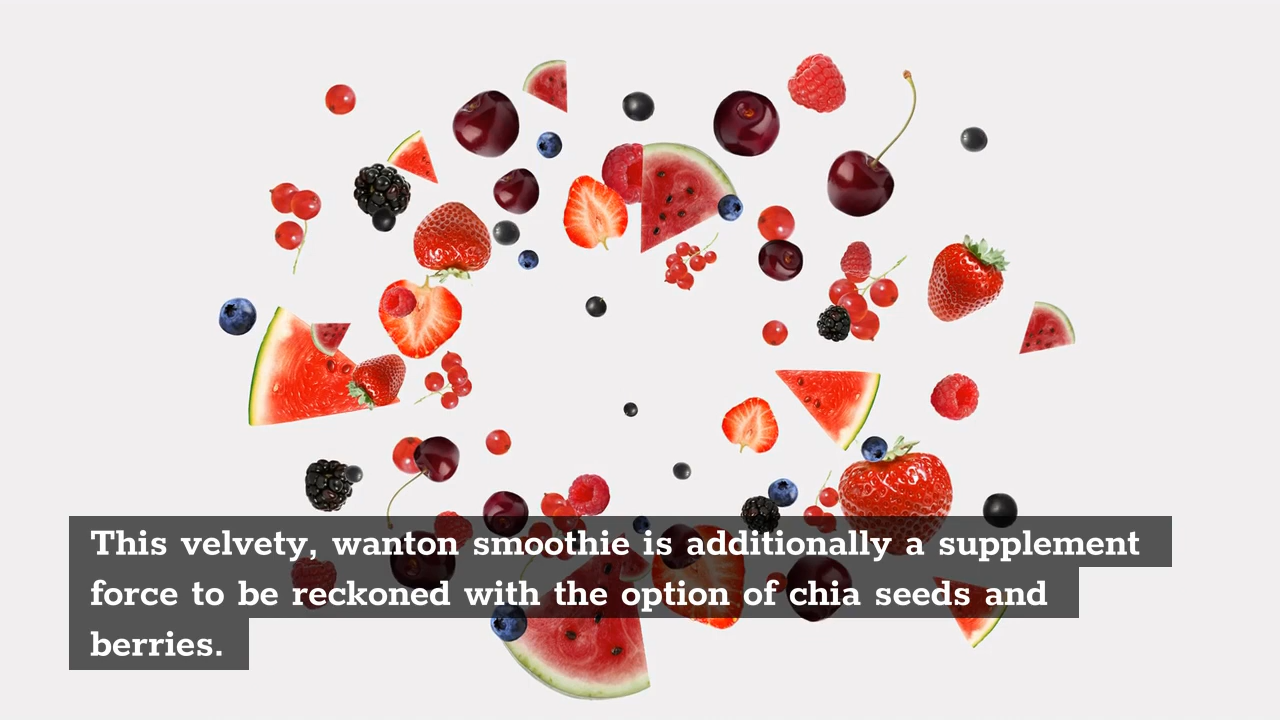 This velvety, wanton smoothie is additionally a supplement
force to be reckoned with the option of chia seeds and
berries.